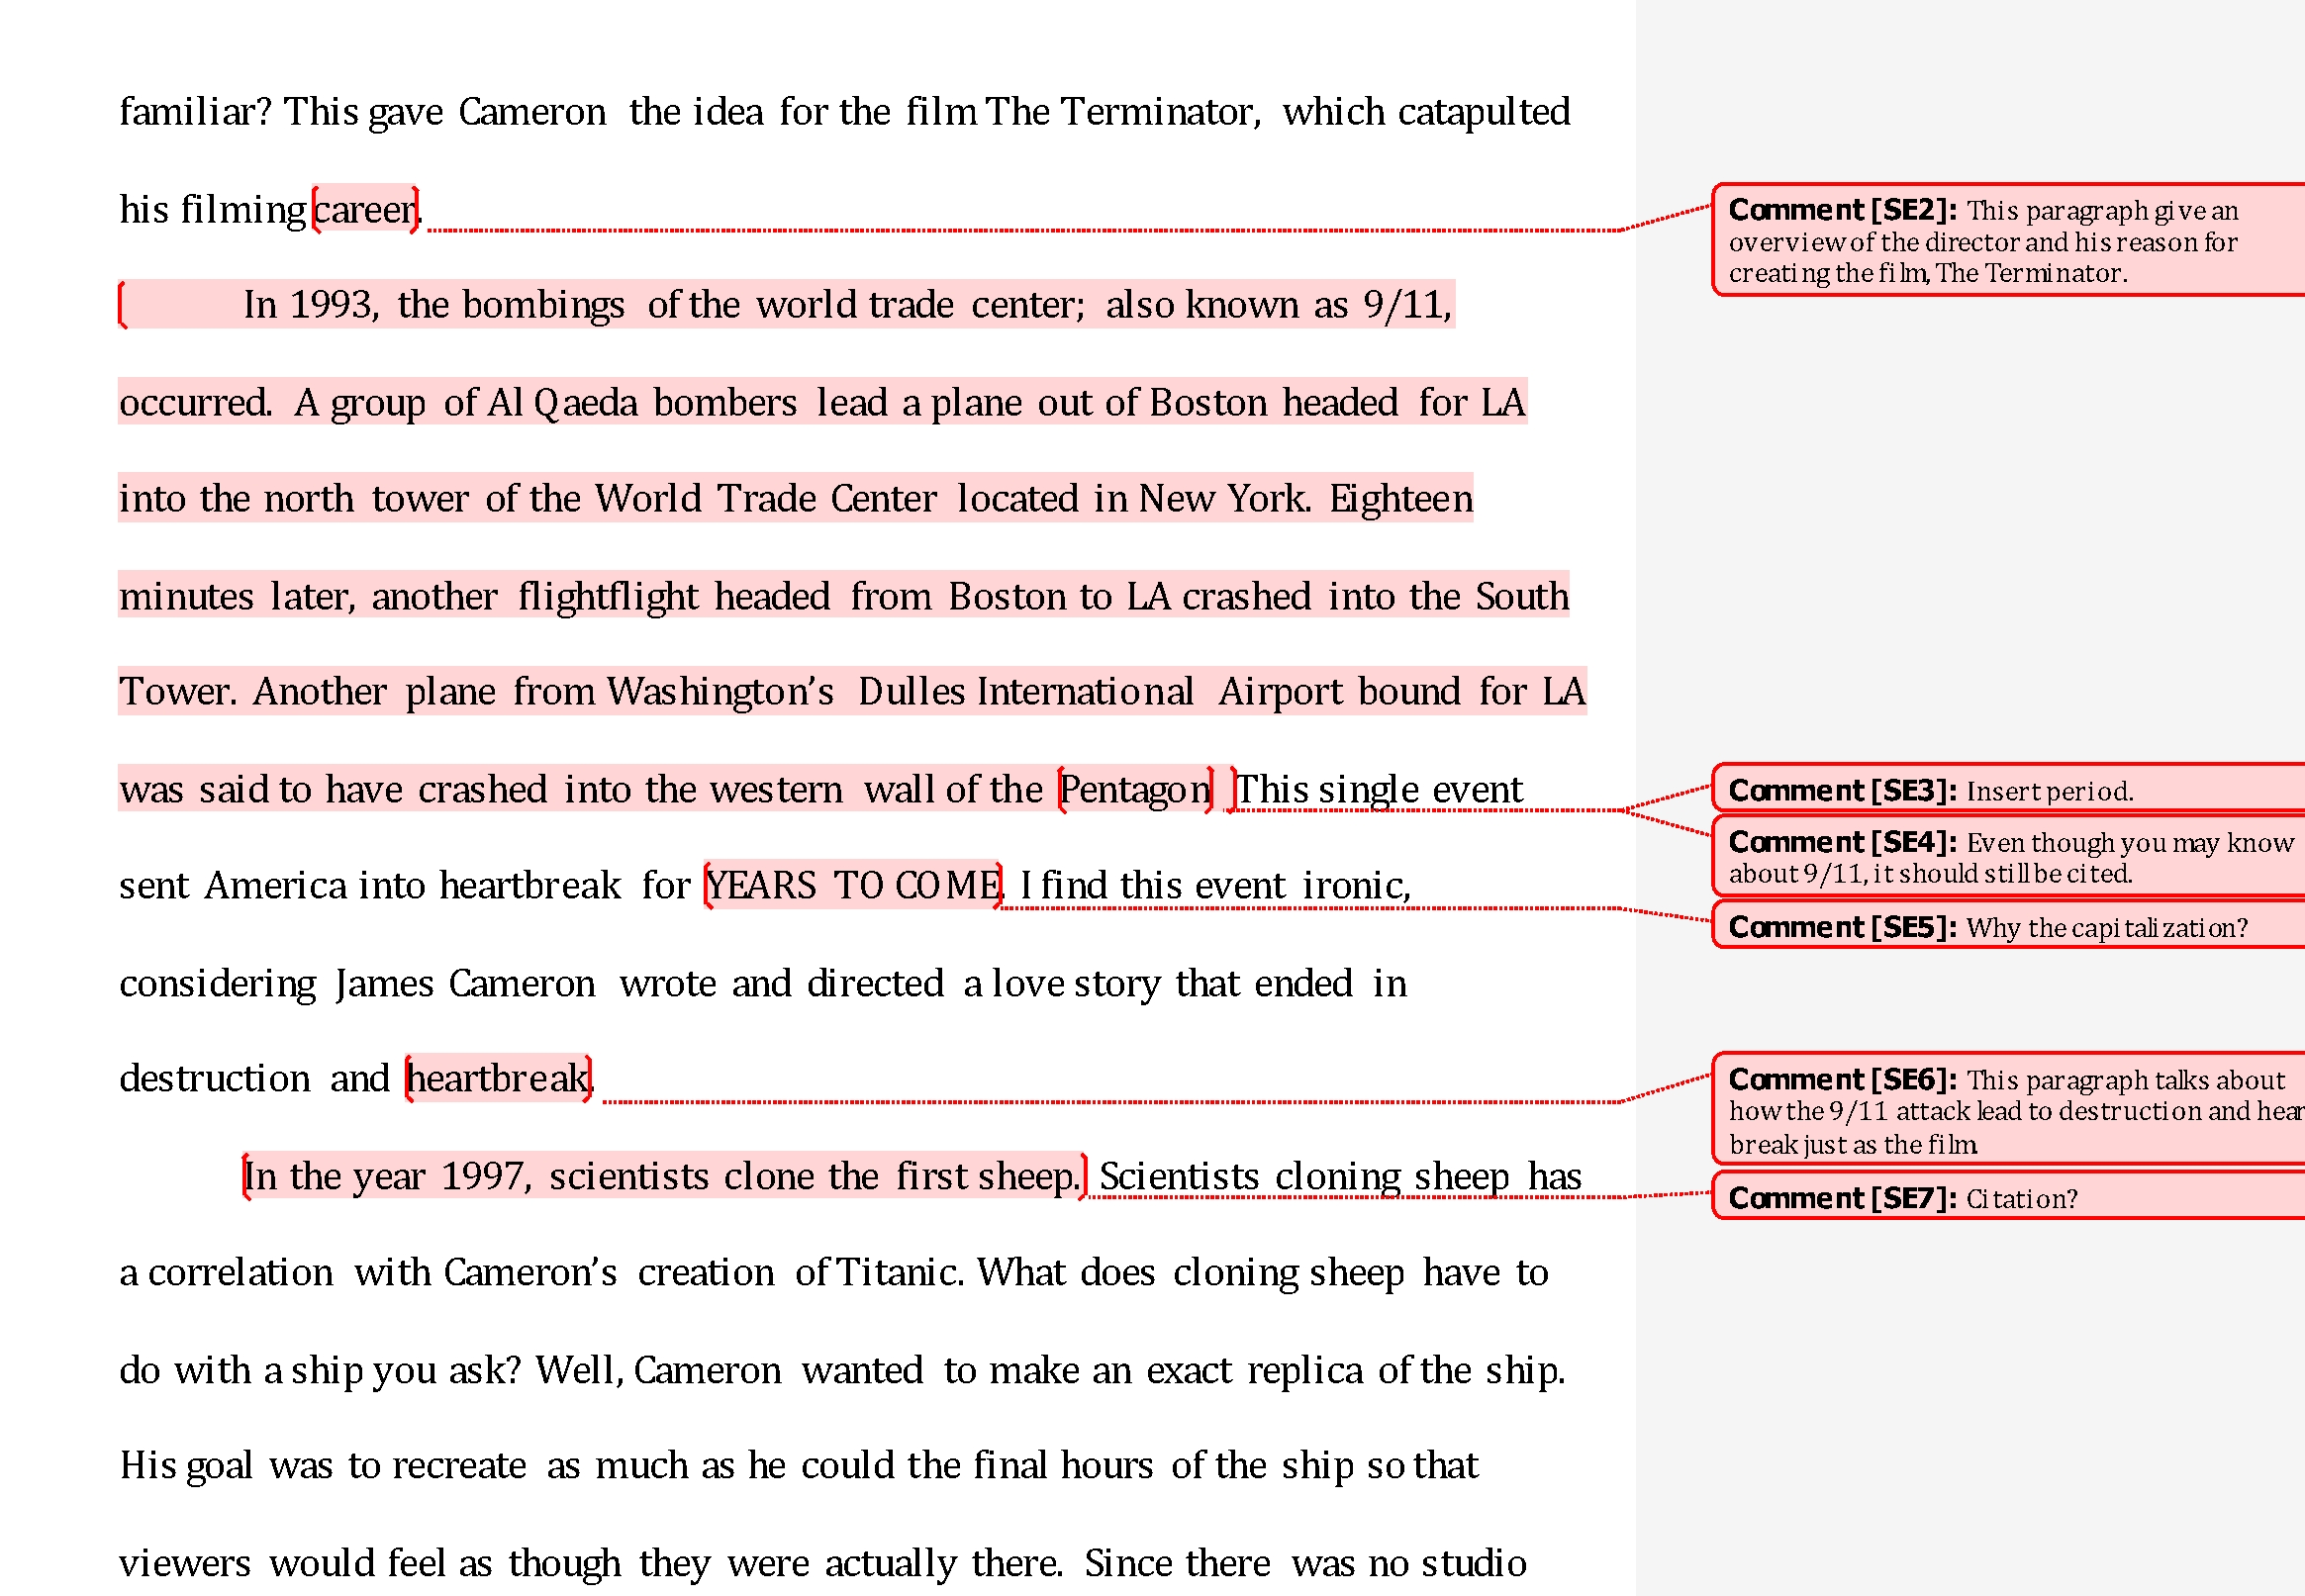 familiar? This gave Cameron the idea for the film The Terminator, which catapulted
his filming career.
In 1993, the bombings of the world trade center; also known as 9/11,
occurred. A group of Al Qaeda bombers lead a plane out of Boston headed for LA
into the north tower of the World Trade Center located in New York. Eighteen
minutes later, another flightflight headed from Boston to LA crashed into the South
Tower. Another plane from Washington’s Dulles International Airport bound for LA
was said to have crashed into the western wall of the Pentagon This single event
sent America into heartbreak for YEARS TO COME. I find this event ironic,
considering James Cameron wrote and directed a love story that ended in
destruction and heartbreak.
In the year 1997, scientists clone the first sheep. Scientists cloning sheep has
a correlation with Cameron’s creation of Titanic. What does cloning sheep have to
do with a ship you ask? Well, Cameron wanted to make an exact replica of the ship.
His goal was to recreate as much as he could the final hours of the ship so that
viewers would feel as though they were actually there. Since there was no studio
Comment [SE2]: This paragraph give an
overview of the director and his reason for
creating the film, The Terminator.
Comment [SE3]: Insert period.
Comment [SE4]: Even though you may know
about 9/11, it should still be cited.
Comment [SE5]: Why the capitalization?
Comment [SE6]: This paragraph talks about
how the 9/11 attack lead to destruction and hear
break just as the film.
Comment [SE7]: Citation?